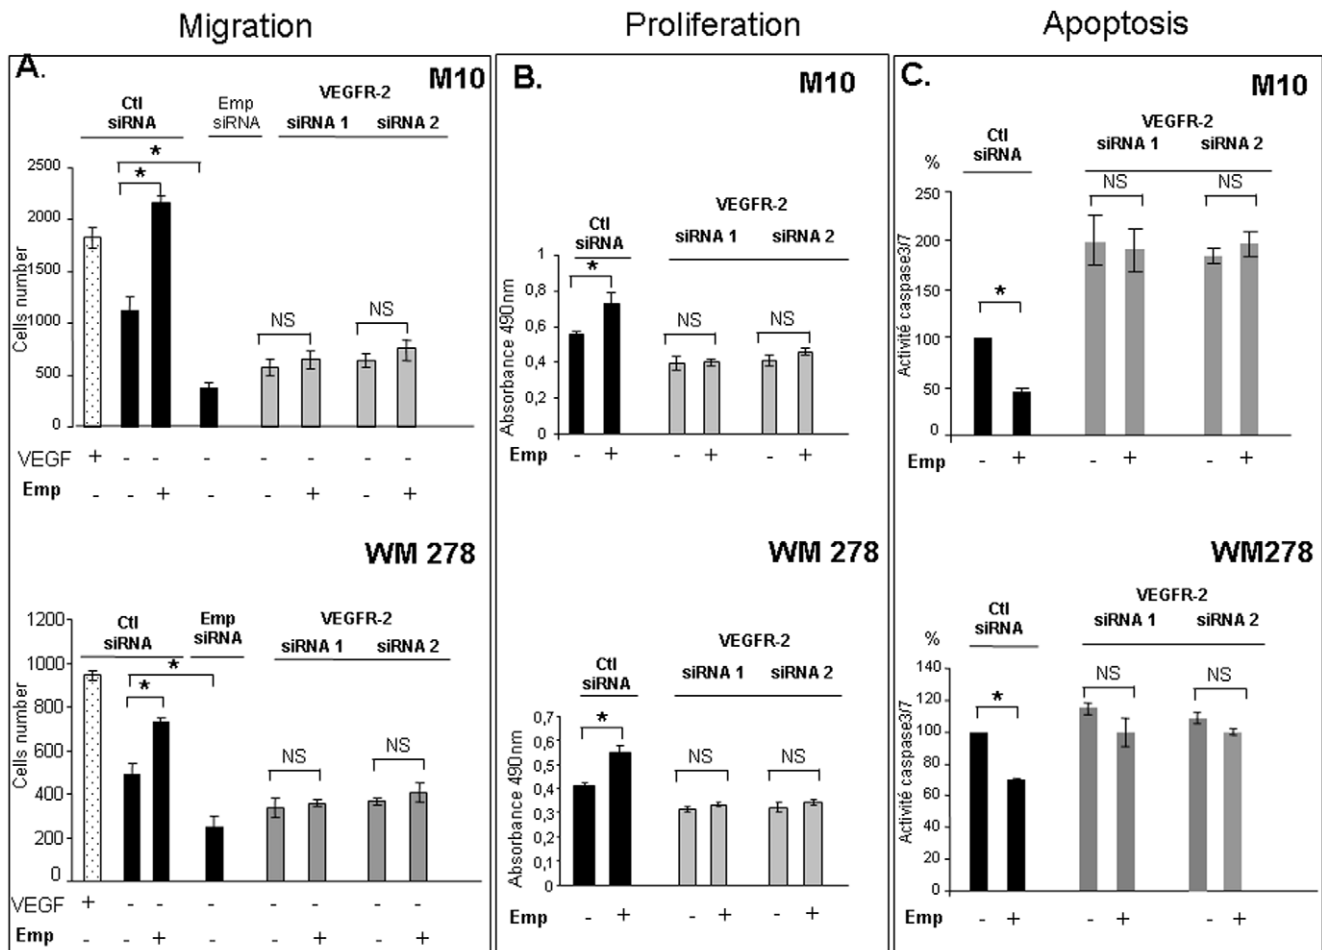 Migration
Proliferation
Apoptosis
A.
M10
Ctl
siRNA
Emp
siRNA
VEGFR-2
siRNA 1 siRNA 2
*
*
NS
NS
Cells number
2500
2000
1500
1000
500
0
VEGF + - - - - - - -
Emp - - + - - + - +
WM 278
Ctl
siRNA
Emp
siRNA
VEGFR-2
siRNA 1 siRNA 2
*
*
NS
NS
Cells number
1200
1000
800
600
400
200
0
VEGF + - - - - - - -
Emp - - + - - + - +
B.
M10
VEGFR-2
Ctl
siRNA
siRNA 1 siRNA 2
*
NS
NS
Absorbance 490nm
1
0,8
0,6
0,4
0,2
0
Emp - + - + - +
WM 278
VEGFR-2
Ctl
siRNA
siRNA 1 siRNA 2
*
NS
NS
Absorbance 490nm
0,7
0,6
0,5
0,4
0,3
0,2
0,1
0
Emp - + - + - +
C.
M10
VEGFR-2
Ctl
siRNA
siRNA 1 siRNA 2
%
*
NS
NS
Activité caspase3/7
250
200
150
100
50
0
Emp - + - + - +
WM278
VEGFR-2
Ctl
siRNA
siRNA 1 siRNA 2
%
*
NS
NS
Activité caspase3/7
140
120
100
80
60
40
20
0
Emp - + - + - +